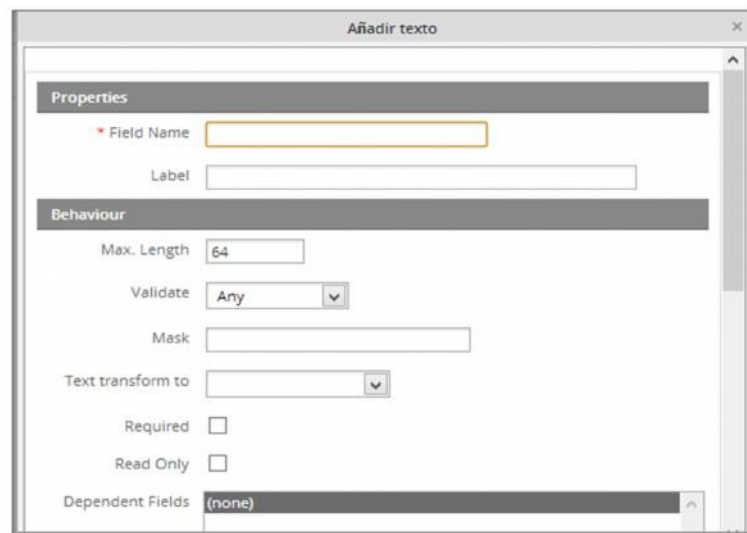 Añadir texto
Properties
* Field Name
Label
Behaviour
Max. Length 64
Validate Any
Mask
Text transform to
Required
Read Only
Dependent Fields (none)